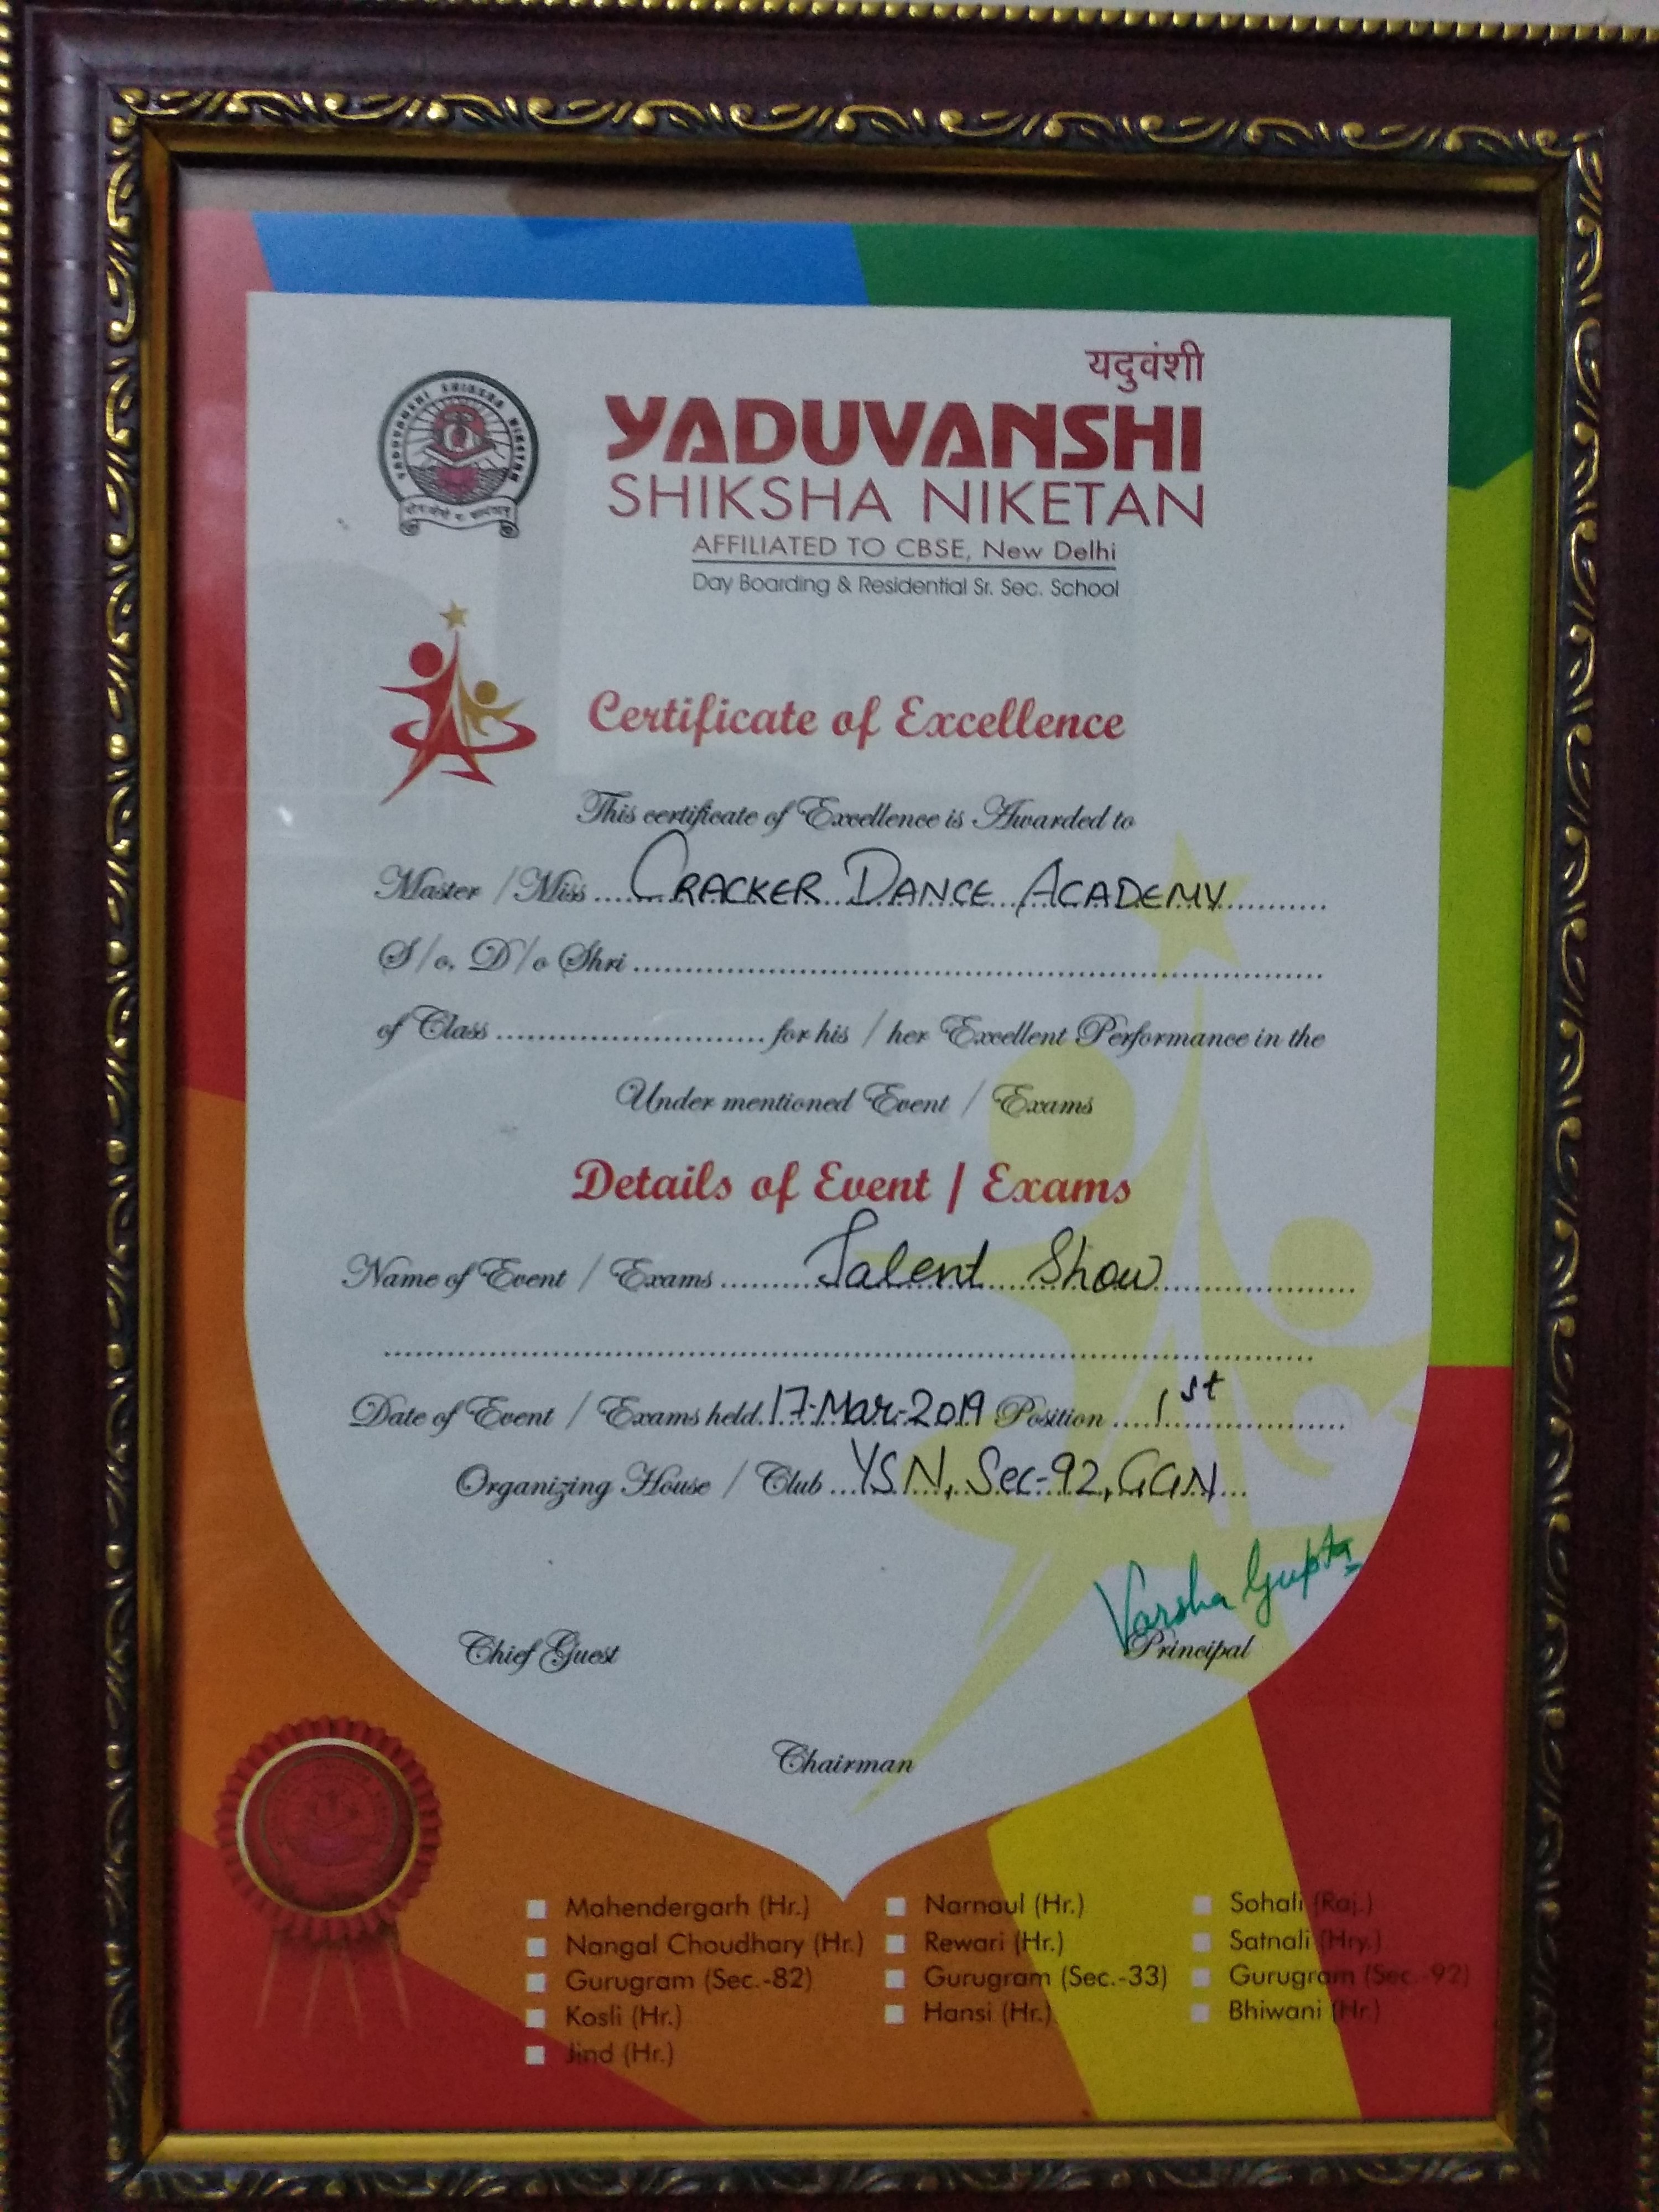 यदुवंशी
YADUVANSHI
SHIKSHA NIKETAN
AFFILIATED TO CBSE, New Delhi
Day Boarding & Residential Sr. Sec. School
YADUVANSHI SHIKSHA NIKETAN
Certificate of Excellence
This certificate of Excellence is Awarded to
Master / Miss ..... CRACKER DANCE ACADEMY ..........
S/o. D/o Shri ..........
of Class .......... for his / her Excellent Performance in the
Under mentioned Event / Exams
Details of Event / Exams
Name of Event / Exams .......... Talent Show ..........
Date of Event / Exams held. 17-Mar-2019 Position .... 1st ..........
Organizing House / Club ... YSN, Sec-92, GGN ...
Varsha Gupta
Chief Guest Principal
Chairman
Mahendergarh (Hr.) Narnaul (Hr.) Sohali (Raj.)
Nangal Choudhary (Hr.) Rewari (Hr.) Satnali (Hry.)
Gurugram (Sec.-82) Gurugram (Sec.-33) Gurugram (Sec.-92)
Kosli (Hr.) Hansi (Hr.) Bhiwani (Hr.)
Jind (Hr.)